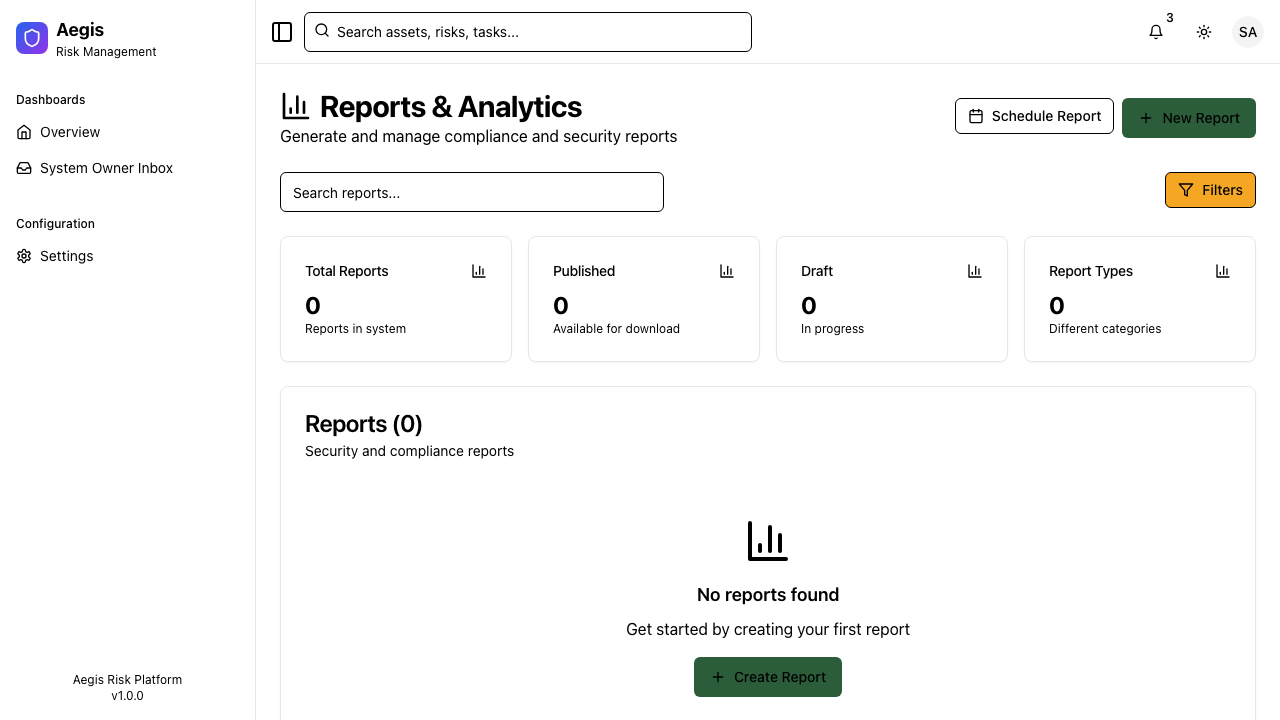 Aegis
Risk Management
Dashboards
Overview
System Owner Inbox
Configuration
Settings
Aegis Risk Platform
v1.0.0
Search assets, risks, tasks...
3
SA
Reports & Analytics
Generate and manage compliance and security reports
Schedule Report
New Report
Search reports...
Filters
Total Reports
0
Reports in system
Published
0
Available for download
Draft
0
In progress
Report Types
0
Different categories
Reports (0)
Security and compliance reports
No reports found
Get started by creating your first report
Create Report